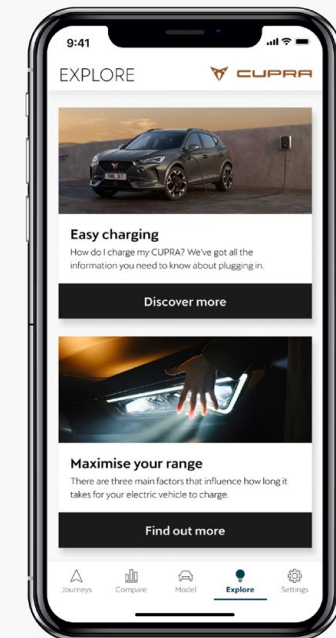 9:41
EXPLORE
CUPRA
Easy charging
How do I charge my CUPRA? We've got all the
information you need to know about plugging in.
Discover more
Maximise your range
There are three main factors that influence how long it
takes for your electric vehicle to charge.
Find out more
Journeys Compare Model Explore Settings